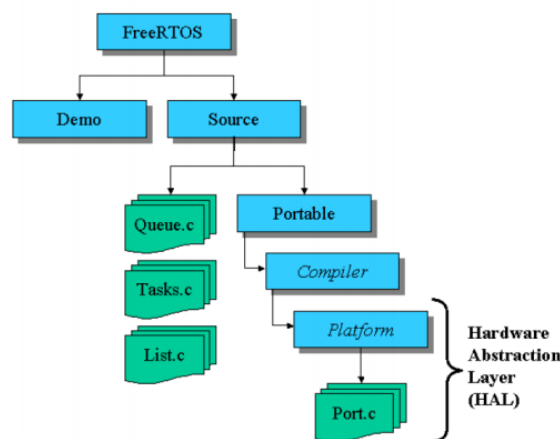 FreeRTOS
Demo
Source
Queue.c
Portable
Tasks.c
Compiler
List.c
Platform
Port.c
Hardware
Abstraction
Layer
(HAL)